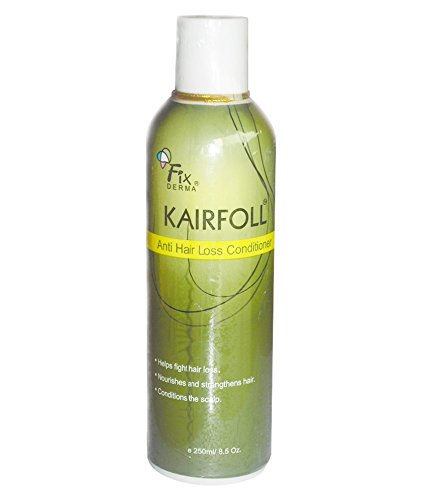 Fix®
DERMA
KAIRFOLL®
Anti Hair Loss Conditioner
• Helps fight hair loss.
• Nourishes and strengthens hair.
• Conditions the scalp.
e 250ml/ 8.5 Oz.